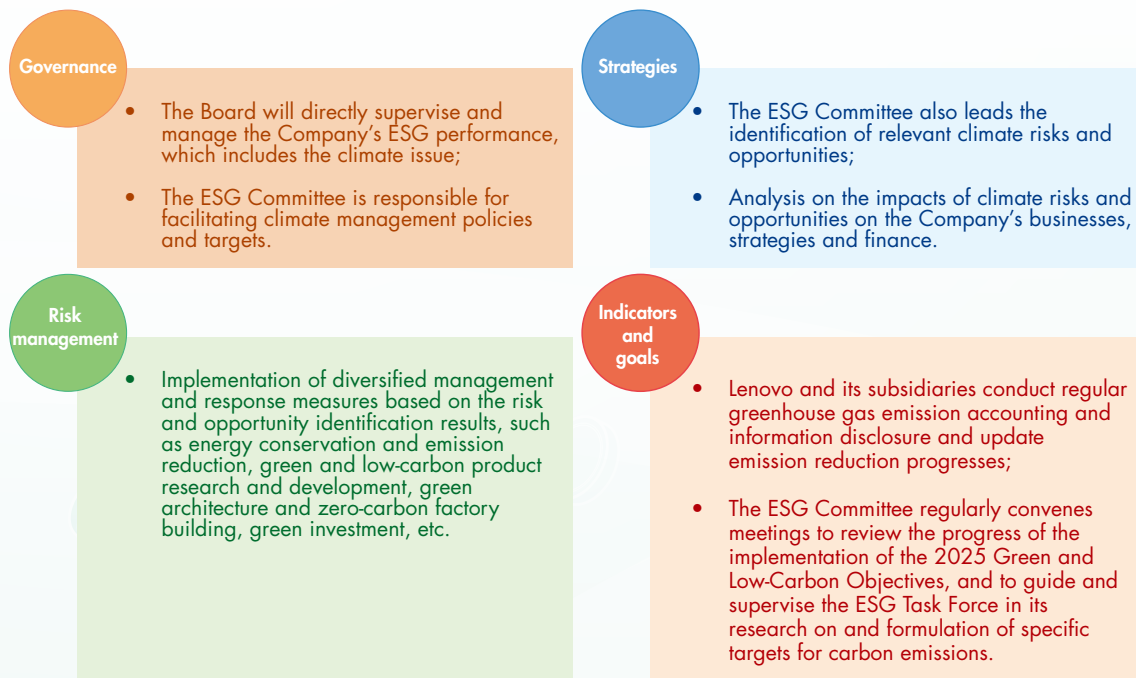 Governance
• The Board will directly supervise and
manage the Company's ESG performance,
which includes the climate issue;
• The ESG Committee is responsible for
facilitating climate management policies
and targets.
Strategies
• The ESG Committee also leads the
identification of relevant climate risks and
opportunities;
• Analysis on the impacts of climate risks and
opportunities on the Company's businesses,
strategies and finance.
Risk
management
• Implementation of diversified management
and response measures based on the risk
and opportunity identification results, such
as energy conservation and emission
reduction, green and low-carbon product
research and development, green
architecture and zero-carbon factory
building, green investment, etc.
Indicators
and
goals
• Lenovo and its subsidiaries conduct regular
greenhouse gas emission accounting and
information disclosure and update
emission reduction progresses;
• The ESG Committee regularly convenes
meetings to review the progress of the
implementation of the 2025 Green and
Low-Carbon Objectives, and to guide and
supervise the ESG Task Force in its
research on and formulation of specific
targets for carbon emissions.